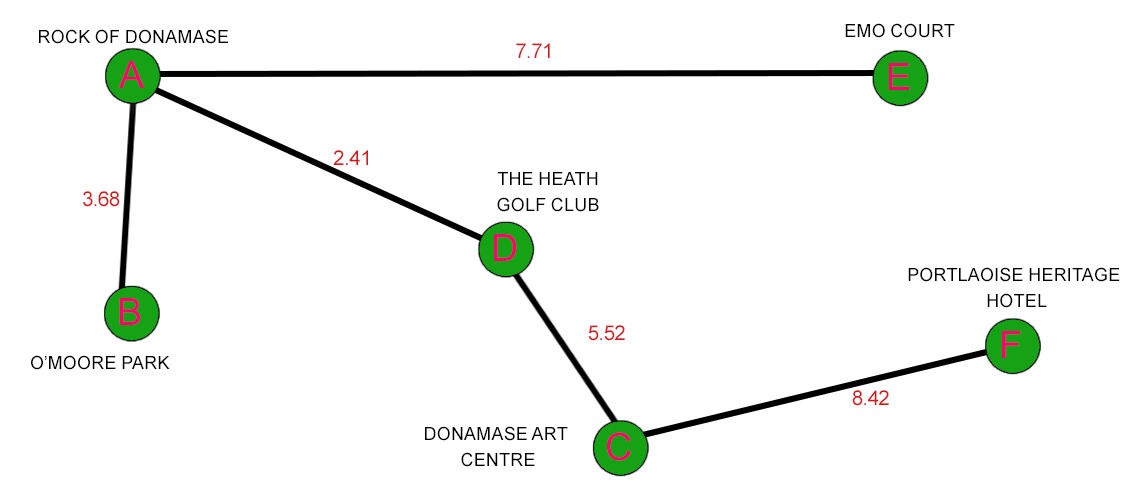 ROCK OF DONAMASE
EMO COURT
A
7.71
E
2.41
3.68
THE HEATH
GOLF CLUB
D
B
O'MOORE PARK
PORTLAOISE HERITAGE
HOTEL
F
5.52
8.42
DONAMASE ART
CENTRE
C